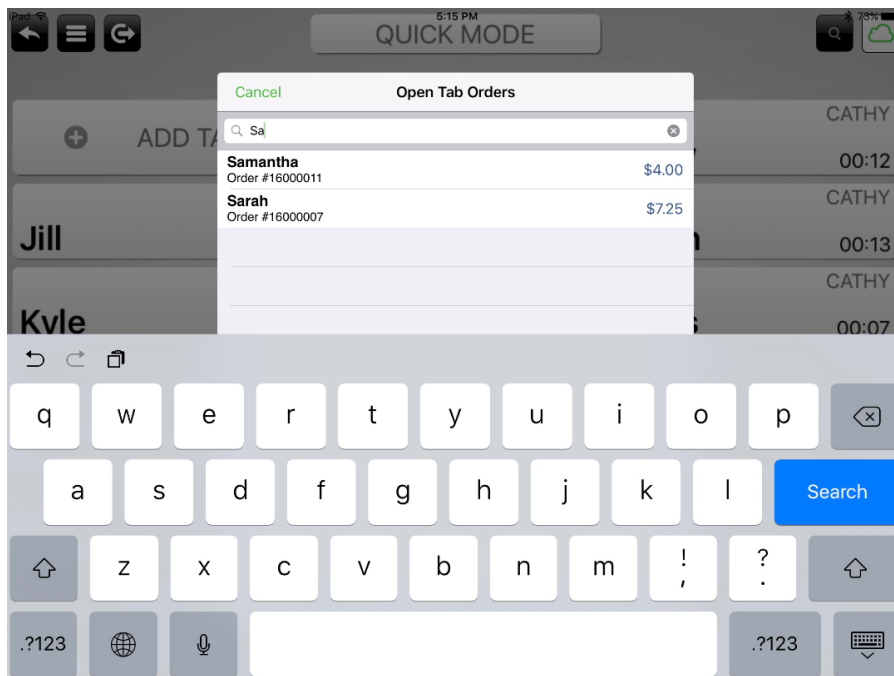 iPad 5:15 PM 73%
QUICK MODE
Cancel Open Tab Orders
Sa
Samantha $4.00
Order #16000011
Sarah $7.25
Order #16000007
ADD TA
CATHY
00:12
CATHY
Jill
00:13
CATHY
Kyle
00:07
q w e r t y u i o p
a s d f g h j k l Search
z x c v b n m ! , ? .
.?123 .?123